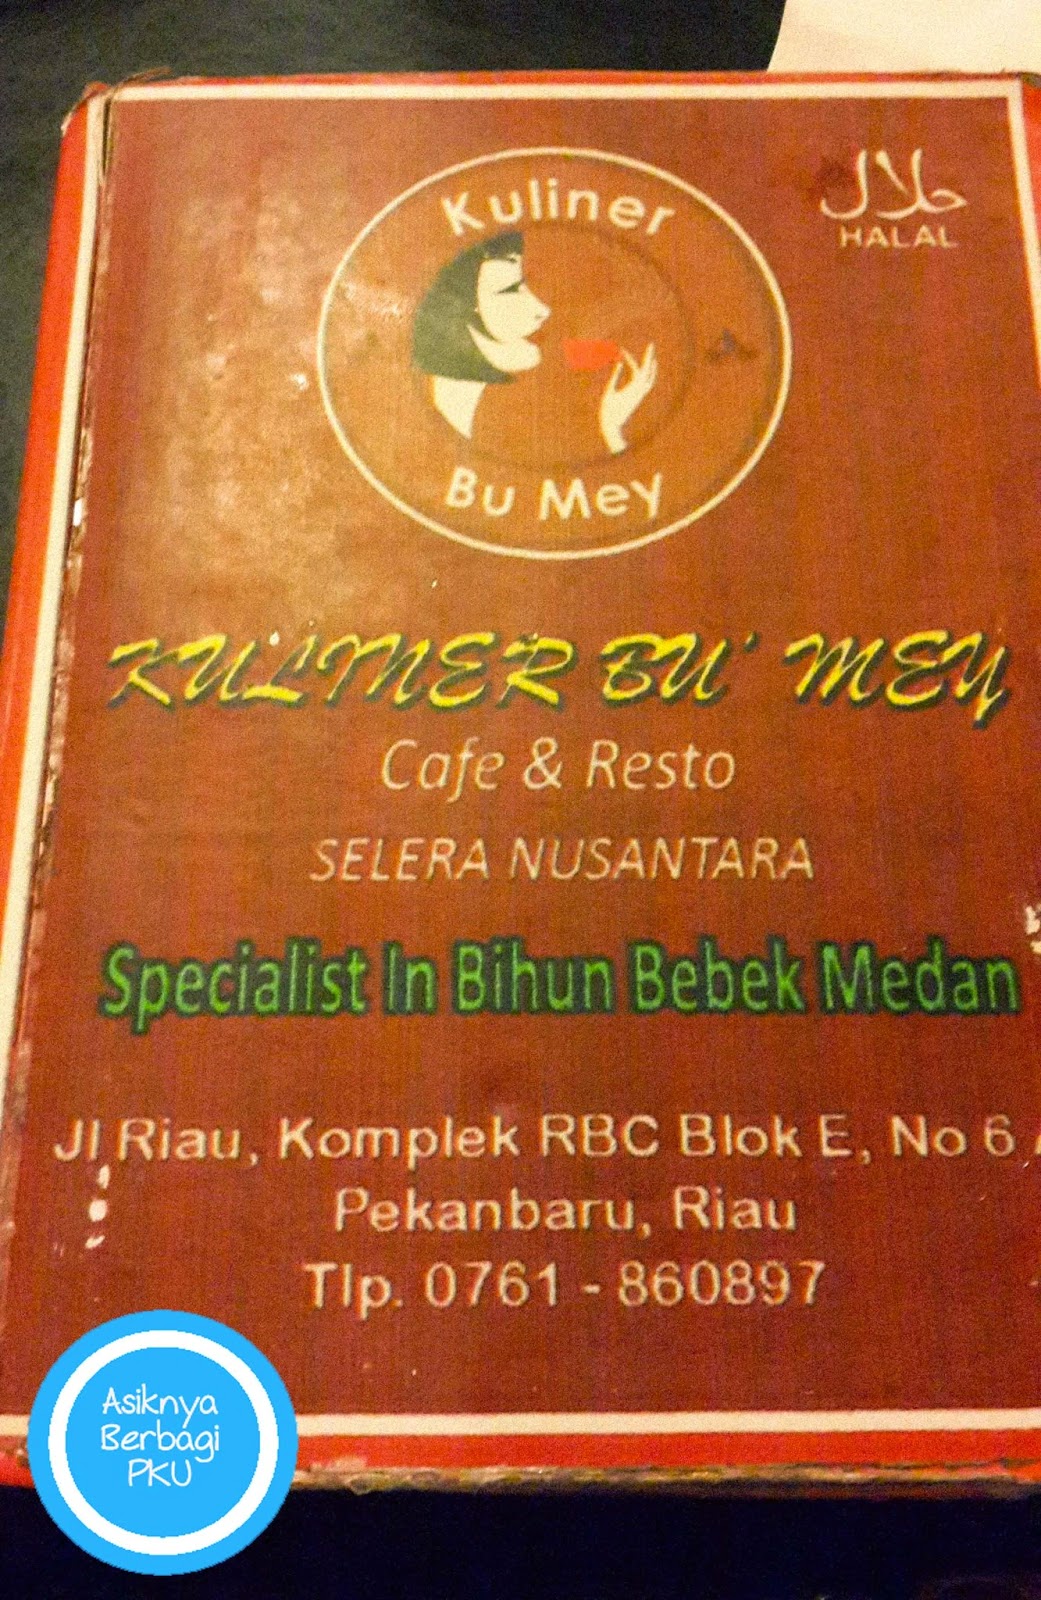 Kuliner
Bu Mey
حلال
HALAL
KULINER BU' MEY
Cafe & Resto
SELERA NUSANTARA
Specialist In Bihun Bebek Medan
Jl Riau, Komplek RBC Blok E, No 6
Pekanbaru, Riau
Tlp. 0761 - 860897
Asiknya
Berbagi
PKU